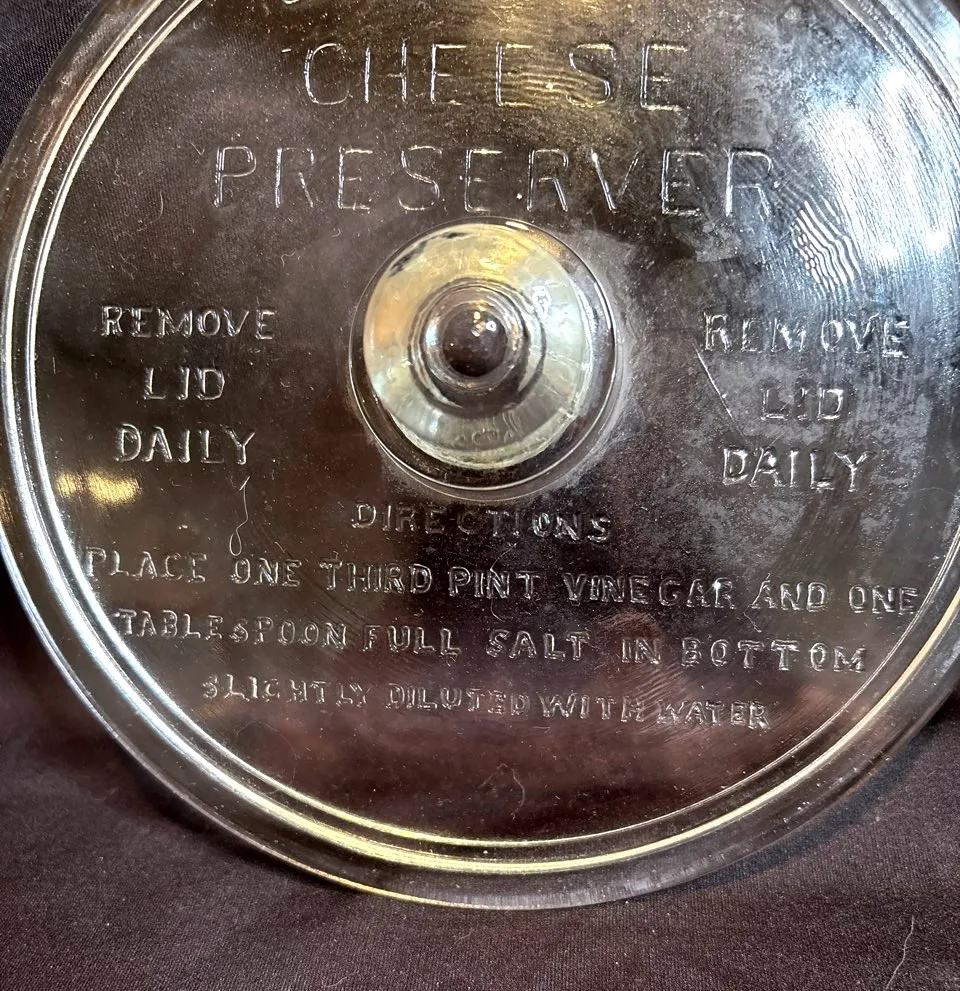 CHEESE
PRESERVER
REMOVE
LID
DAILY
REMOVE
LID
DAILY
DIRECTIONS
PLACE ONE THIRD PINT VINEGAR AND ONE
TABLESPOON FULL SALT IN BOTTOM
SLIGHTLY DILUTED WITH WATER